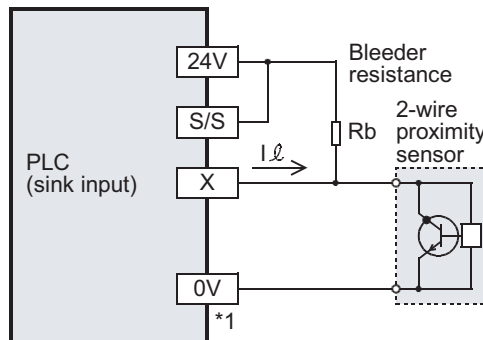 24V
S/S
X
0V
*1
PLC
(sink input)
Iℓ
Bleeder
resistance
Rb
2-wire
proximity
sensor